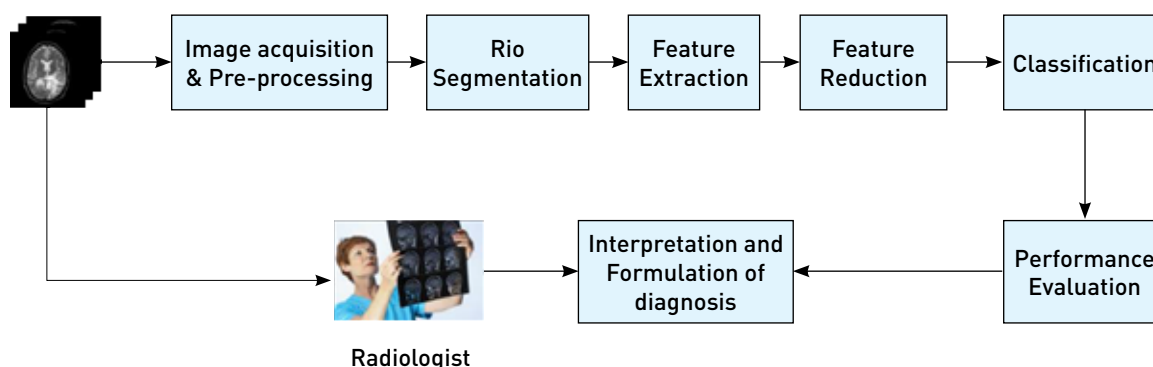 Image acquisition
& Pre-processing
Rio
Segmentation
Feature
Extraction
Feature
Reduction
Classification
Radiologist
Interpretation and
Formulation of
diagnosis
Performance
Evaluation